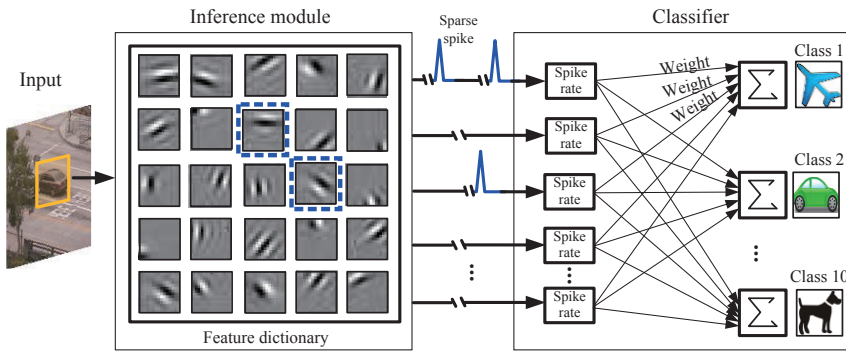 Inference module
Sparse
spike
Classifier
Input
Class 1
Spike
rate
Weight
Weight
Weight
Σ
Spike
rate
Class 2
Spike
rate
Σ
Spike
rate
Class 10
Spike
rate
Σ
Feature dictionary